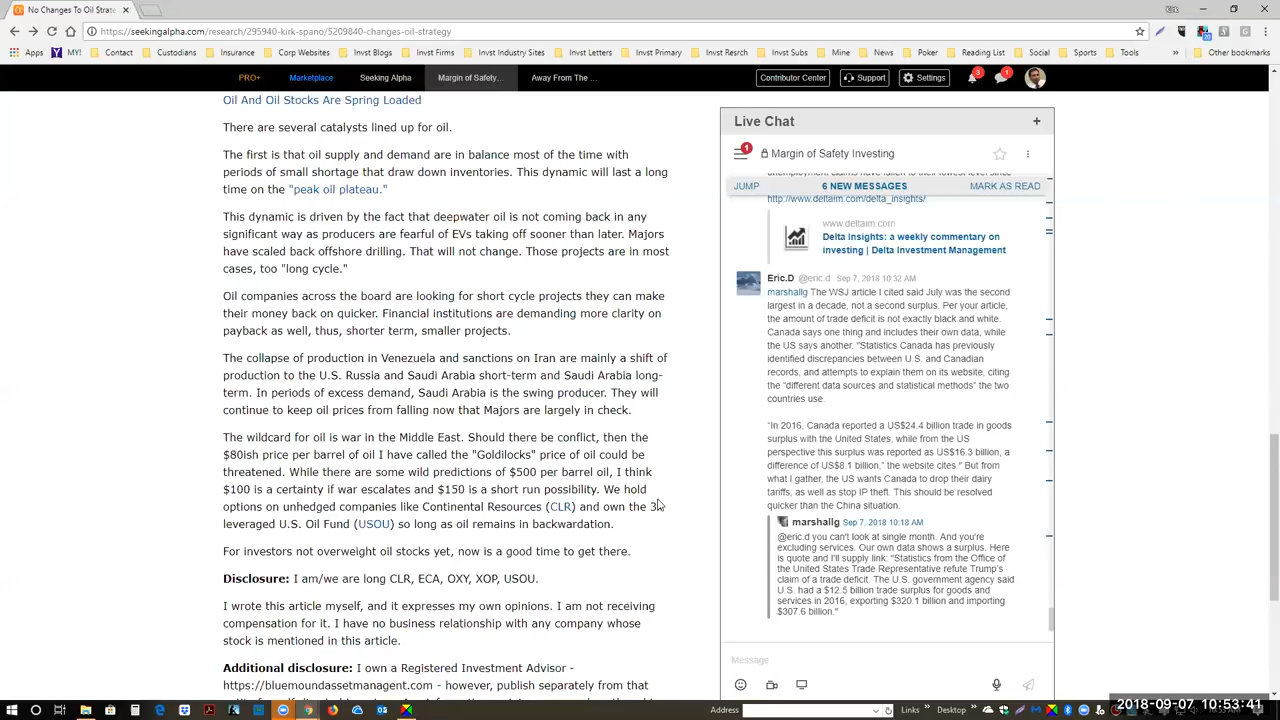 No Changes To Oil Strate
https://seekingalpha.com/research/295940-kirk-spano/5209840-changes-oil-strategy
Apps
MY!
Contact
Custodians
Insurance
Corp Websites
Invst Blogs
Invst Firms
Invst Industry Sites
Invst Letters
Invst Primary
Invst Resrch
Invst Subs
Mine
News
Poker
Reading List
Social
Sports
Tools
Other bookmarks
PRO+
Marketplace
Seeking Alpha
Margin of Safety...
Away From The ...
Contributor Center
Support
Settings
3
1
Oil And Oil Stocks Are Spring Loaded
There are several catalysts lined up for oil.
The first is that oil supply and demand are in balance most of the time with
periods of small shortage that draw down inventories. This dynamic will last a long
time on the "peak oil plateau."
This dynamic is driven by the fact that deepwater oil is not coming back in any
significant way as producers are fearful of EVs taking off sooner than later. Majors
have scaled back offshore drilling. That will not change. Those projects are in most
cases, too "long cycle."
Oil companies across the board are looking for short cycle projects they can make
their money back on quicker. Financial institutions are demanding more clarity on
payback as well, thus, shorter term, smaller projects.
The collapse of production in Venezuela and sanctions on Iran are mainly a shift of
production to the U.S. Russia and Saudi Arabia short-term and Saudi Arabia long-
term. In periods of excess demand, Saudi Arabia is the swing producer. They will
continue to keep oil prices from falling now that Majors are largely in check.
The wildcard for oil is war in the Middle East. Should there be conflict, then the
$80ish price per barrel of oil I have called the "Goldilocks" price of oil could be
threatened. While there are some wild predictions of $500 per barrel oil, I think
$100 is a certainty if war escalates and $150 is a short run possibility. We hold
options on unhedged companies like Continental Resources (CLR) and own the 3x
leveraged U.S. Oil Fund (USOU) so long as oil remains in backwardation.
For investors not overweight oil stocks yet, now is a good time to get there.
Disclosure: I am/we are long CLR, ECA, OXY, XOP, USOU.
I wrote this article myself, and it expresses my own opinions. I am not receiving
compensation for it. I have no business relationship with any company whose
stock is mentioned in this article.
Additional disclosure: I own a Registered Investment Advisor -
https://bluemoundassetmanagent.com - however, publish separately from that
Live Chat
+
1
Margin of Safety Investing
unemployment claims have fallen to their lowest level since
JUMP
6 NEW MESSAGES
MARK AS READ
http://www.deltaim.com/delta_insights/
www.deltaim.com
Delta Insights: a weekly commentary on
investing | Delta Investment Management
Eric.D @eric.d Sep 7, 2018 10:32 AM
marshallg The WSJ article I cited said July was the second
largest in a decade, not a second surplus. Per your article,
the amount of trade deficit is not exactly black and white.
Canada says one thing and includes their own data, while
the US says another. "Statistics Canada has previously
identified discrepancies between U.S. and Canadian
records, and attempts to explain them on its website, citing
the "different data sources and statistical methods" the two
countries use.
"In 2016, Canada reported a US$24.4 billion trade in goods
surplus with the United States, while from the US
perspective this surplus was reported as US$16.3 billion, a
difference of US$8.1 billion," the website cites " But from
what I gather, the US wants Canada to drop their dairy
tariffs, as well as stop IP theft. This should be resolved
quicker than the China situation.
marshallg Sep 7, 2018 10:18 AM
@eric.d you can't look at single month. And you're
excluding services. Our own data shows a surplus. Here
is quote and I'll supply link: "Statistics from the Office of
the United States Trade Representative refute Trump's
claim of a trade deficit. The U.S. government agency said
U.S. had a $12.5 billion trade surplus for goods and
services in 2016, exporting $320.1 billion and importing
$307.6 billion."
Message
Address
Links
Desktop
2018-09-07 10:53:41